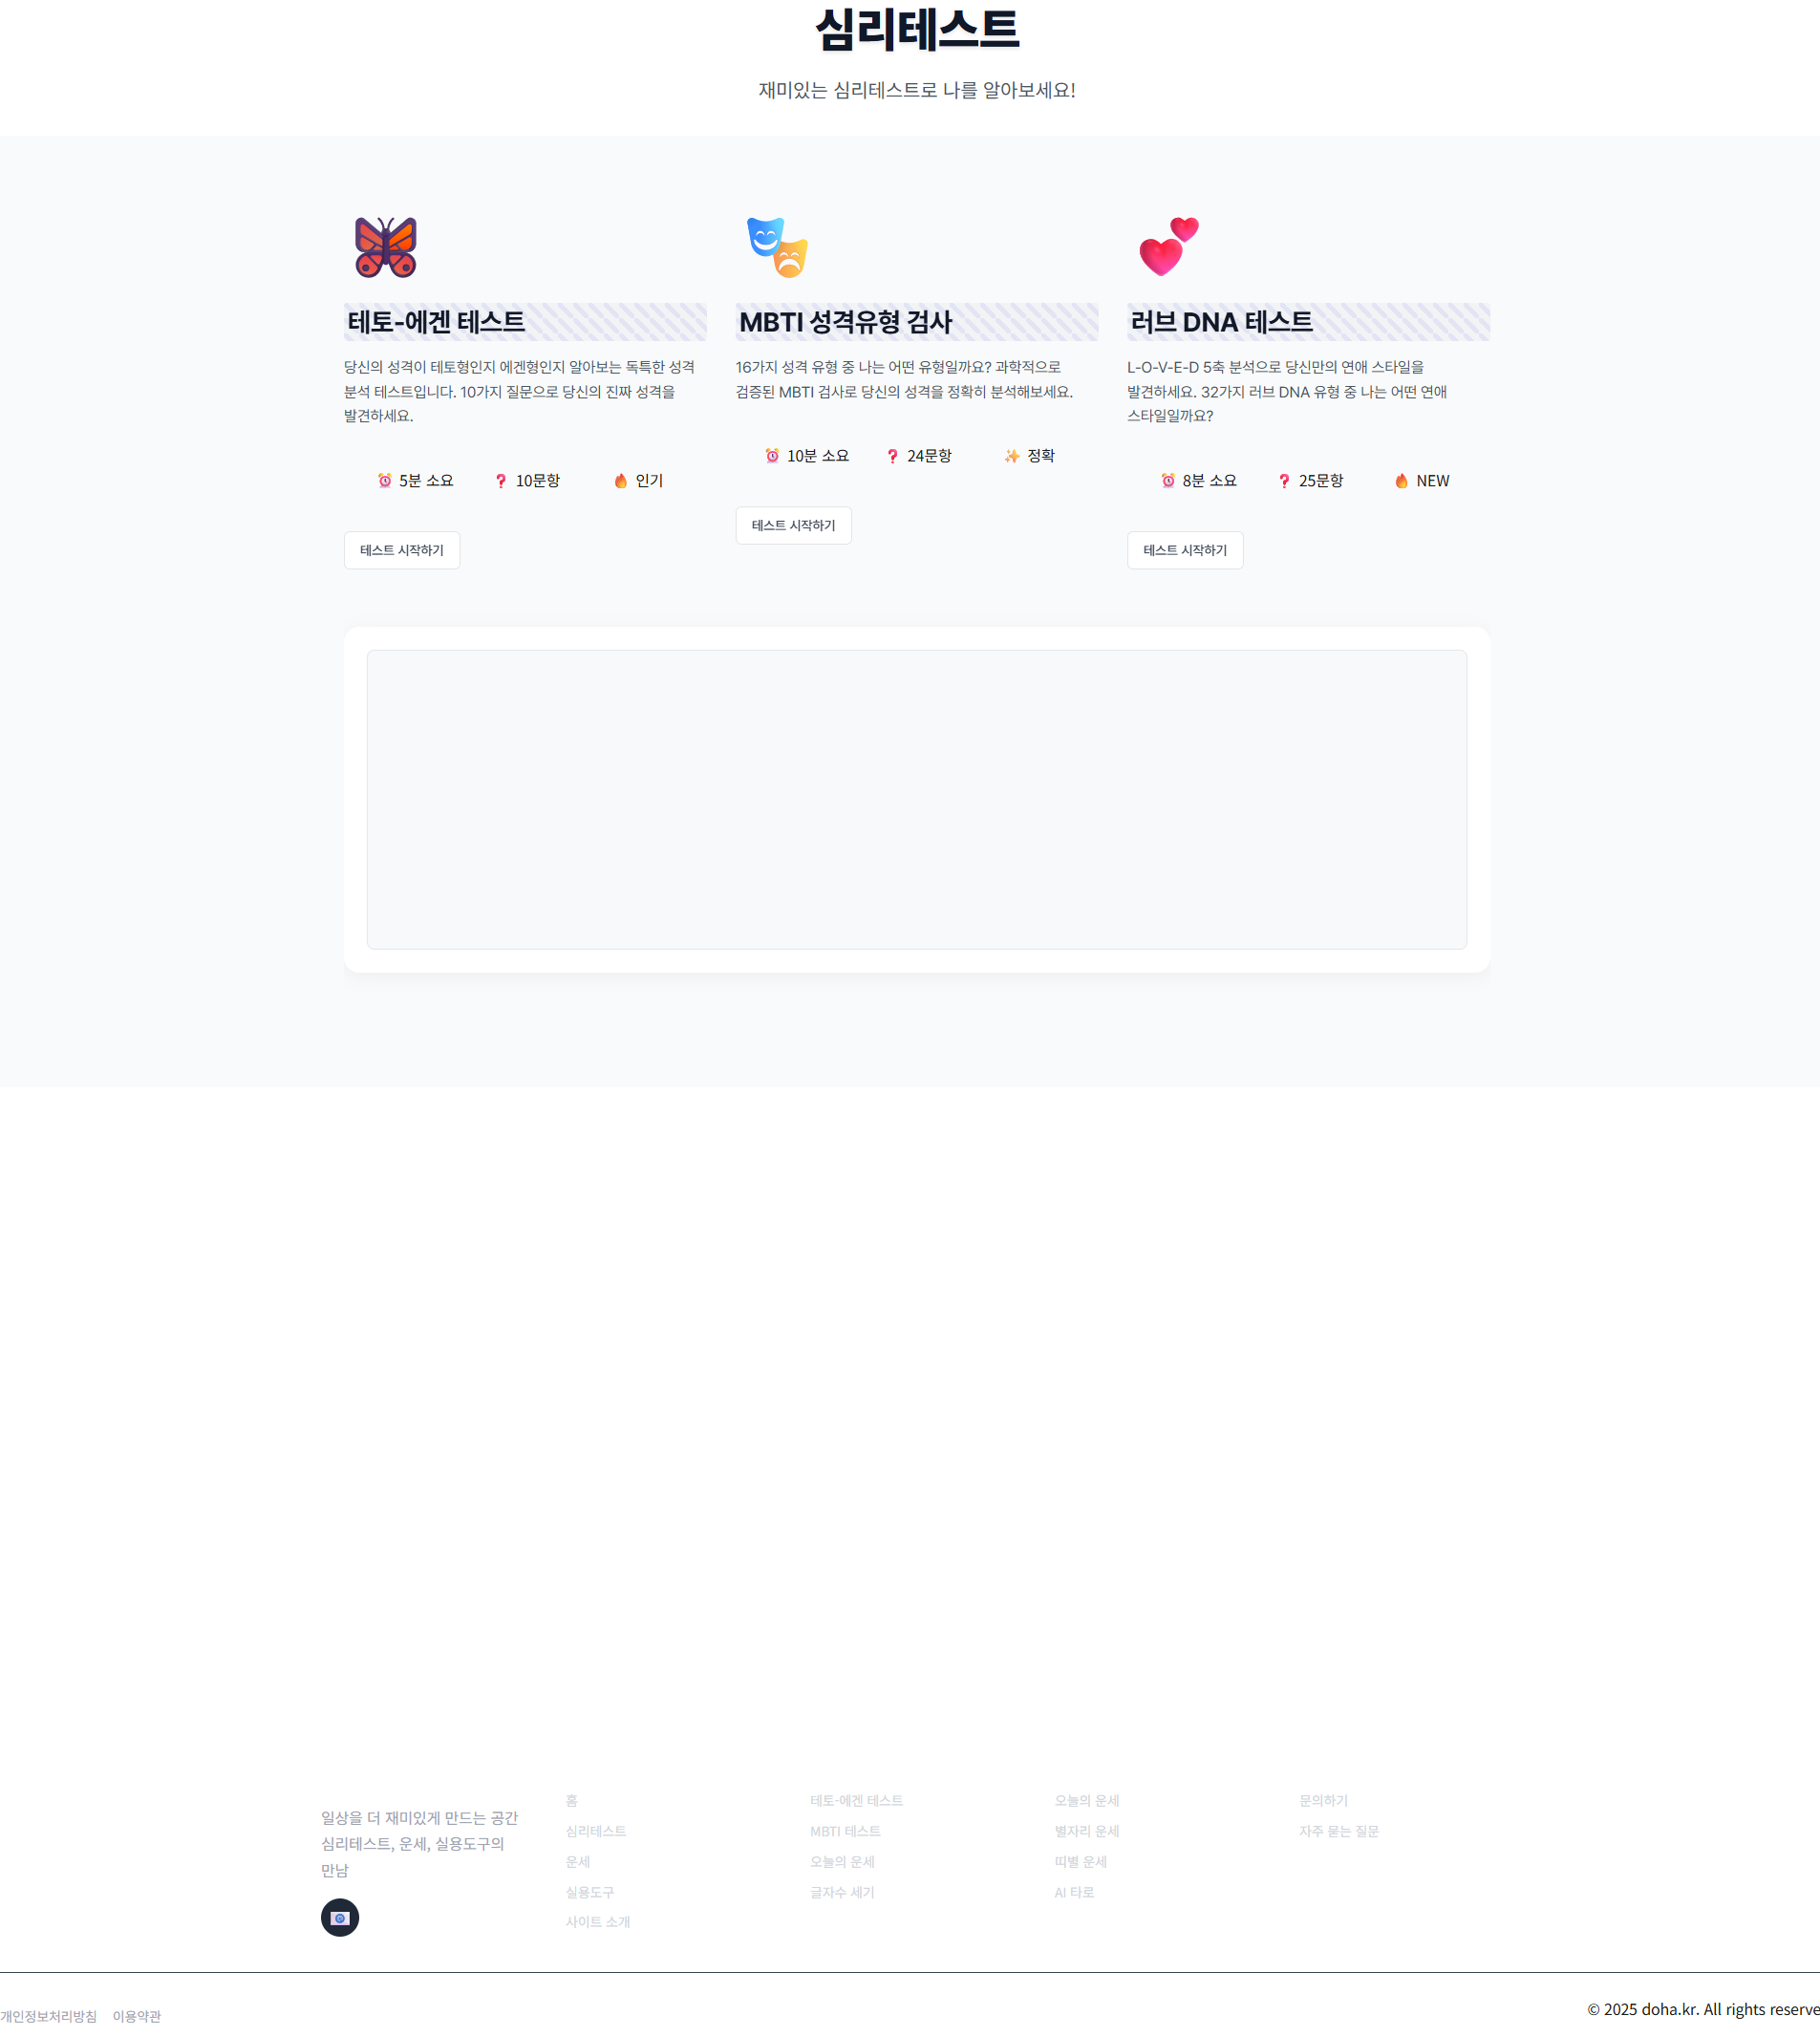 심리테스트
재미있는 심리테스트로 나를 알아보세요!
테토-에겐 테스트
당신의 성격이 테토형인지 에겐형인지 알아보는 독특한 성격
분석 테스트입니다. 10가지 질문으로 당신의 진짜 성격을
발견하세요.
5분 소요
10문항
인기
테스트 시작하기
MBTI 성격유형 검사
16가지 성격 유형 중 나는 어떤 유형일까요? 과학적으로
검증된 MBTI 검사로 당신의 성격을 정확히 분석해보세요.
10분 소요
24문항
정확
테스트 시작하기
러브 DNA 테스트
L-O-V-E-D 5축 분석으로 당신만의 연애 스타일을
발견하세요. 32가지 러브 DNA 유형 중 나는 어떤 연애
스타일일까요?
8분 소요
25문항
NEW
테스트 시작하기
일상을 더 재미있게 만드는 공간
심리테스트, 운세, 실용도구의
만남
홈
심리테스트
운세
실용도구
사이트 소개
테토-에겐 테스트
MBTI 테스트
오늘의 운세
글자수 세기
오늘의 운세
별자리 운세
띠별 운세
AI 타로
문의하기
자주 묻는 질문
개인정보처리방침
이용약관
© 2025 doha.kr. All rights reserve